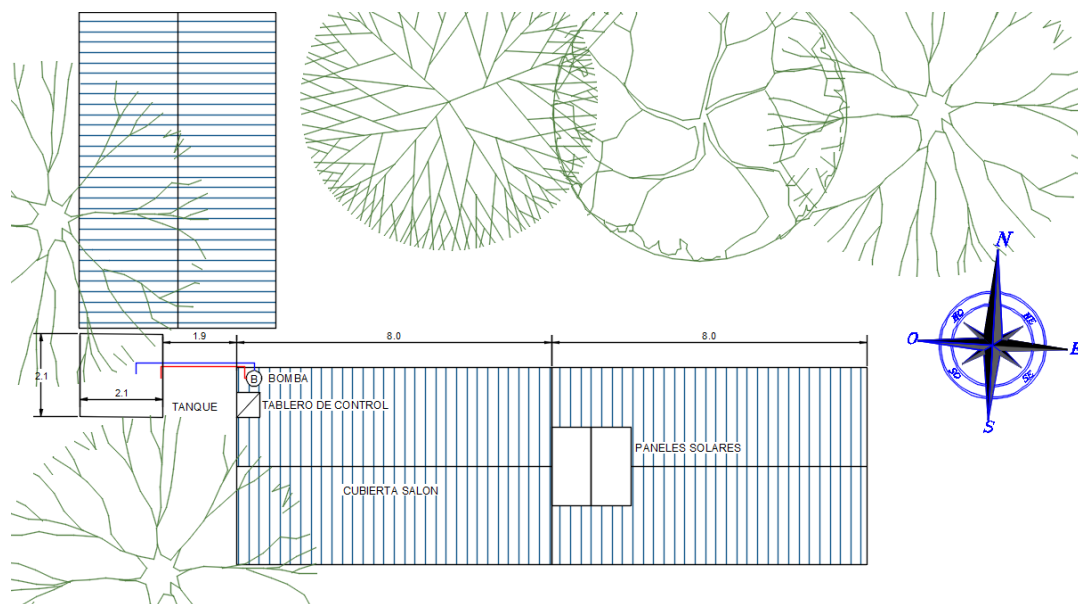 N
NO
NE
O
E
SO
SE
S
1.9
8.0
8.0
2.1
2.1
B
BOMBA
TANQUE
TABLERO DE CONTROL
PANELES SOLARES
CUBIERTA SALON